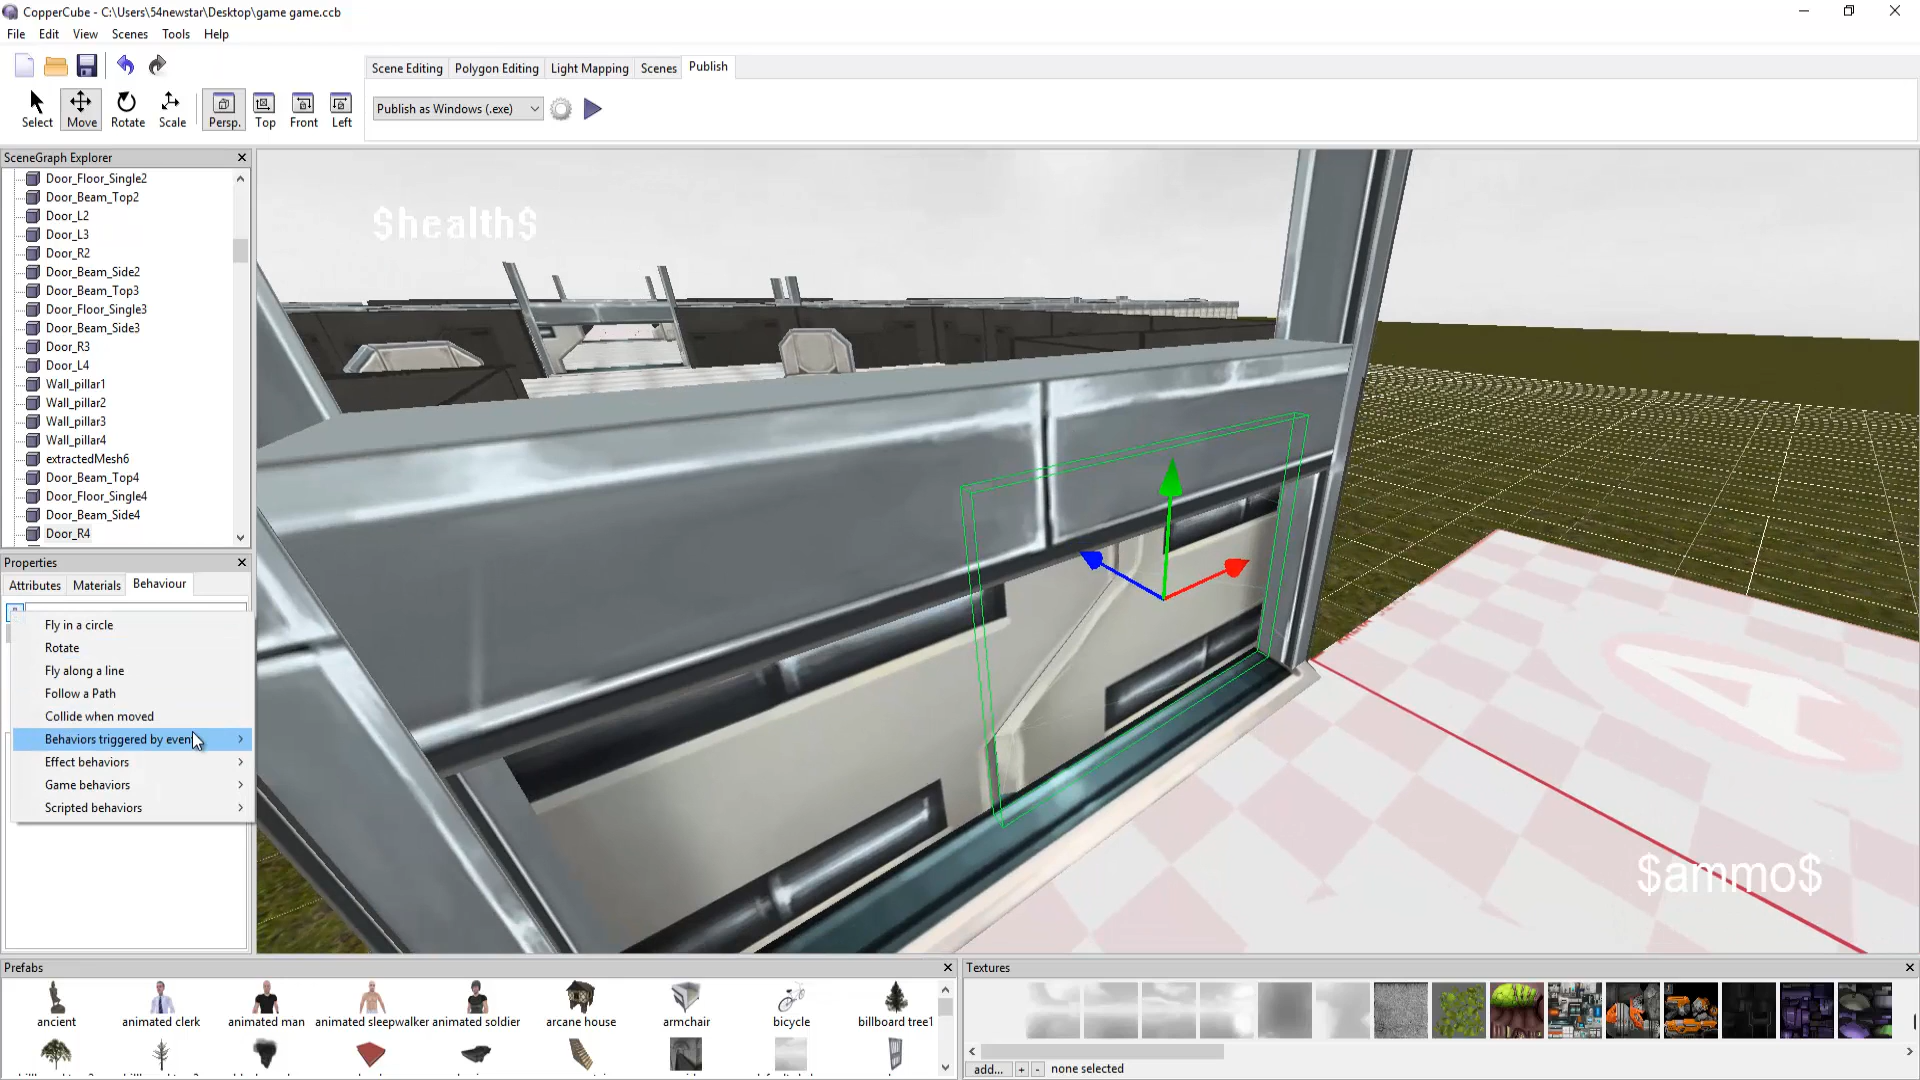 CopperCube - C:\Users\54newstar\Desktop\game game.ccb
File Edit View Scenes Tools Help
Scene Editing Polygon Editing Light Mapping Scenes Publish
Publish as Windows (.exe)
Select Move Rotate Scale Persp. Top Front Left
SceneGraph Explorer
Door_Floor_Single2
Door_Beam_Top2
Door_L2
Door_L3
Door_R2
Door_Beam_Side2
Door_Beam_Top3
Door_Floor_Single3
Door_Beam_Side3
Door_R3
Door_L4
Wall_pillar1
Wall_pillar2
Wall_pillar3
Wall_pillar4
extractedMesh6
Door_Beam_Top4
Door_Floor_Single4
Door_Beam_Side4
Door_R4
$health$
Properties
Attributes Materials Behaviour
Fly in a circle
Rotate
Fly along a line
Follow a Path
Collide when moved
Behaviors triggered by even
Effect behaviors
Game behaviors
Scripted behaviors
$ammo$
Prefabs
ancient animated clerk animated man animated sleepwalker animated soldier arcane house armchair bicycle billboard tree1
Textures
add... + - none selected